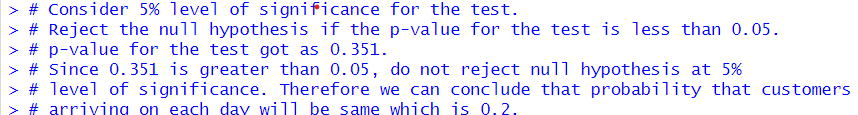 > # Consider 5% level of significance for the test.
> # Reject the null hypothesis if the p-value for the test is less than 0.05.
> # p-value for the test got as 0.351.
> # Since 0.351 is greater than 0.05, do not reject null hypothesis at 5%
> # level of significance. Therefore we can conclude that probability that customers
> # arriving on each day will be same which is 0.2.